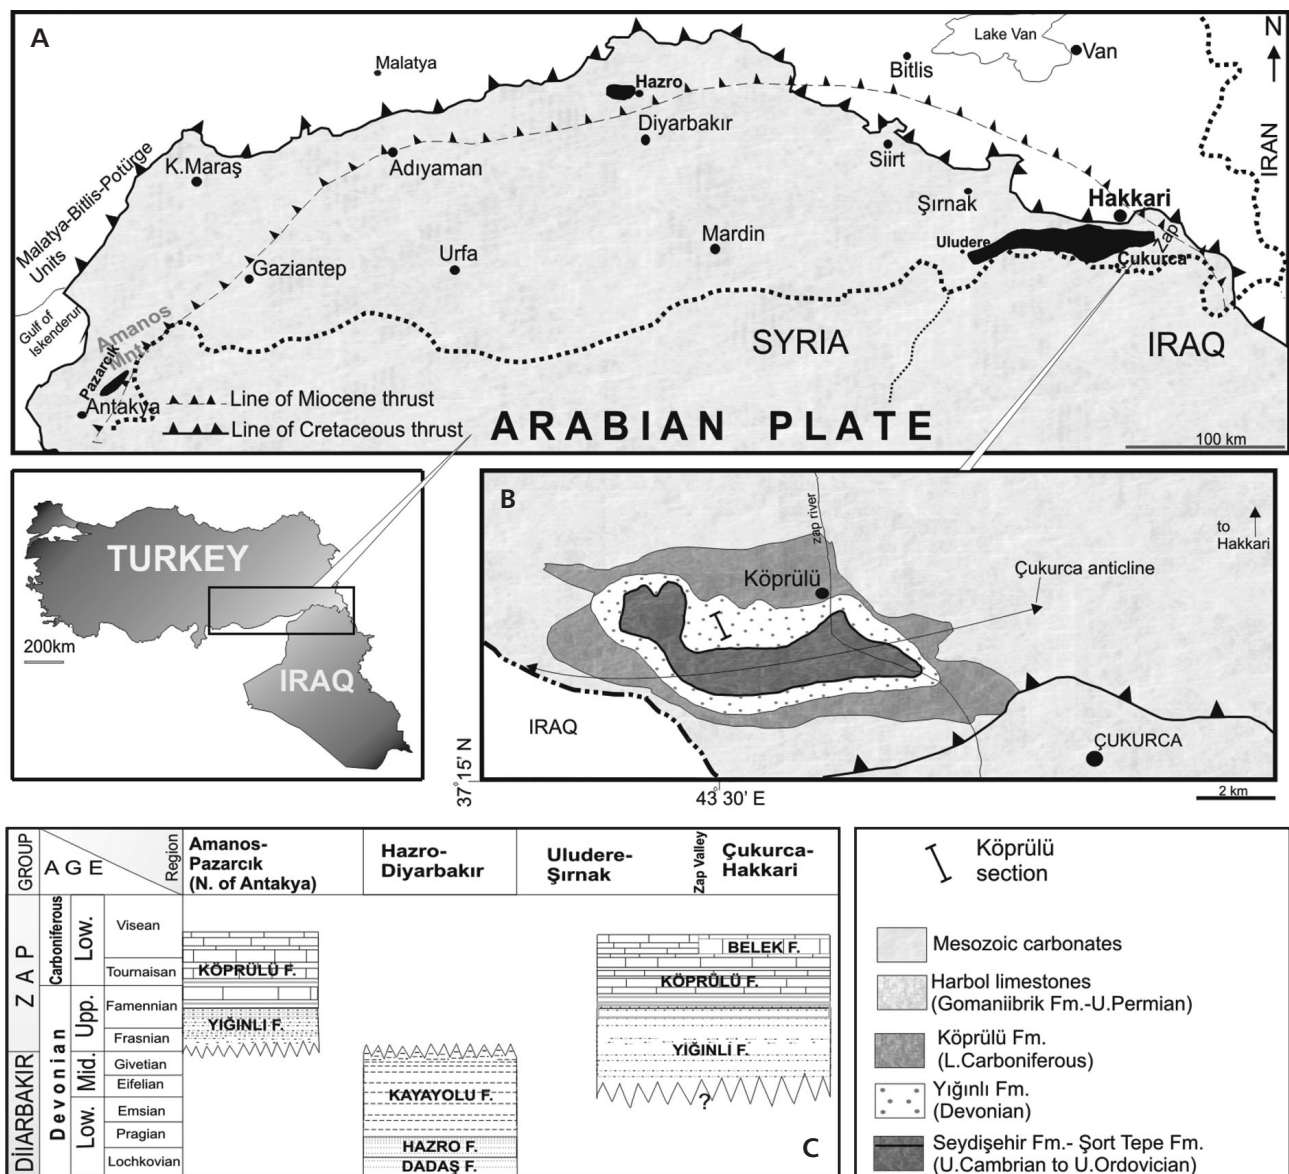 A
Lake Van
N
Van
Bitlis
Malatya
Hazro
Diyarbakır
Siirt
IRAN
K.Maraş
Adıyaman
Malatya-Bitlis-Potürge
Units
Şırnak
Hakkari
Zap
Mardin
Uludere
Çukurca
Urfa
Gaziantep
Gulf of
Iskenderun
Amanos
Mnt.
Pazarcık
SYRIA
IRAQ
Antakya
Line of Miocene thrust
Line of Cretaceous thrust
ARABIAN PLATE
100 km
TURKEY
200km
IRAQ
B
zap river
to
Hakkari
Köprülü
Çukurca anticline
IRAQ
ÇUKURCA
37°15' N
43°30' E
2 km
GROUP
AGE
Region
Amanos-
Pazarcık
(N. of Antakya)
Hazro-
Diyarbakır
Uludere-
Şırnak
Zap Valley
Çukurca-
Hakkari
ZAP
Carboniferous
Low.
Visean
Tournaisan
KÖPRÜLÜ F.
BELEK F.
KÖPRÜLÜ F.
Devonian
Upp.
Famennian
Frasnian
YIĞINLI F.
YIĞINLI F.
DİIARBAKIR
Mid.
Givetian
Eifelian
KAYAYOLU F.
?
Low.
Emsian
Pragian
Lochkovian
HAZRO F.
DADAŞ F.
C
Köprülü
section
Mesozoic carbonates
Harbol limestones
(Gomaniibrik Fm.-U.Permian)
Köprülü Fm.
(L.Carboniferous)
Yığınlı Fm.
(Devonian)
Seydişehir Fm.- Şort Tepe Fm.
(U.Cambrian to U.Ordovician)